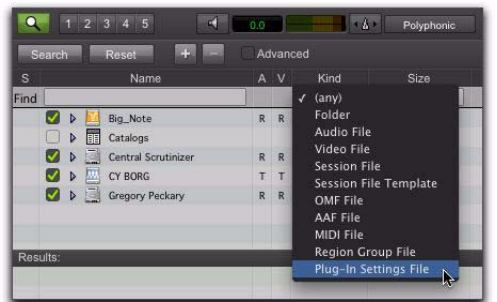 1 2 3 4 5 0.0 Polyphonic
Search Reset + − Advanced
S Name A V Kind Size
Find
Big_Note R R
Catalogs
Central Scrutinizer R R
CY BORG T T
Gregory Peckary R R
✓ (any)
Folder
Audio File
Video File
Session File
Session File Template
OMF File
AAF File
MIDI File
Region Group File
Plug-In Settings File
Results: